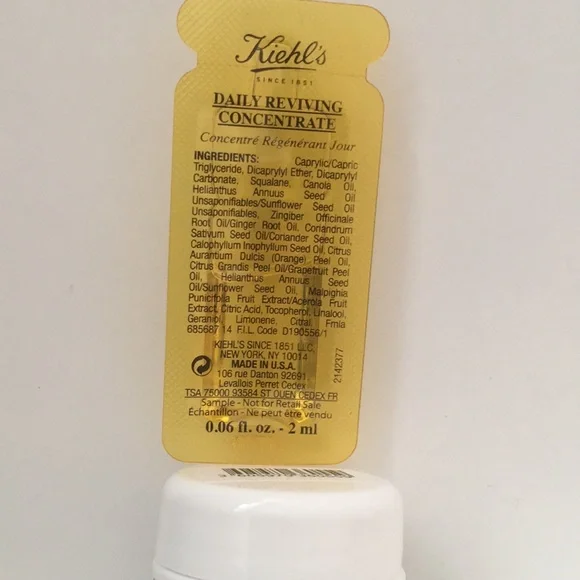 Kiehl's
SINCE 1851
DAILY REVIVING
CONCENTRATE
Concentré Régénérant Jour
INGREDIENTS: Caprylic/Capric
Triglyceride, Dicaprylyl Ether, Dicaprylyl
Carbonate, Squalane, Canola Oil,
Helianthus Annuus Seed Oil
Unsaponifiables/Sunflower Seed Oil
Unsaponifiables, Zingiber Officinale
Root Oil/Ginger Root Oil, Coriandrum
Sativum Seed Oil/Coriander Seed Oil,
Calophyllum Inophyllum Seed Oil, Citrus
Aurantium Dulcis (Orange) Peel Oil,
Citrus Grandis Peel Oil/Grapefruit Peel
Oil, Helianthus Annuus Seed
Oil/Sunflower Seed Oil, Malpighia
Punicifolia Fruit Extract/Acerola Fruit
Extract, Citric Acid, Tocopherol, Linalool,
Geraniol, Limonene, Citral. Fmla
685687 14 F.I.L. Code D190556/1
KIEHL'S SINCE 1851 LLC,
NEW YORK, NY 10014
MADE IN U.S.A.
106 rue Danton 92691
Levallois Perret Cedex
TSA 75000 93584 ST OUEN CEDEX FR
Sample - Not for Retail Sale
Échantillon - Ne peut être vendu
0.06 fl. oz. - 2 ml
2142377